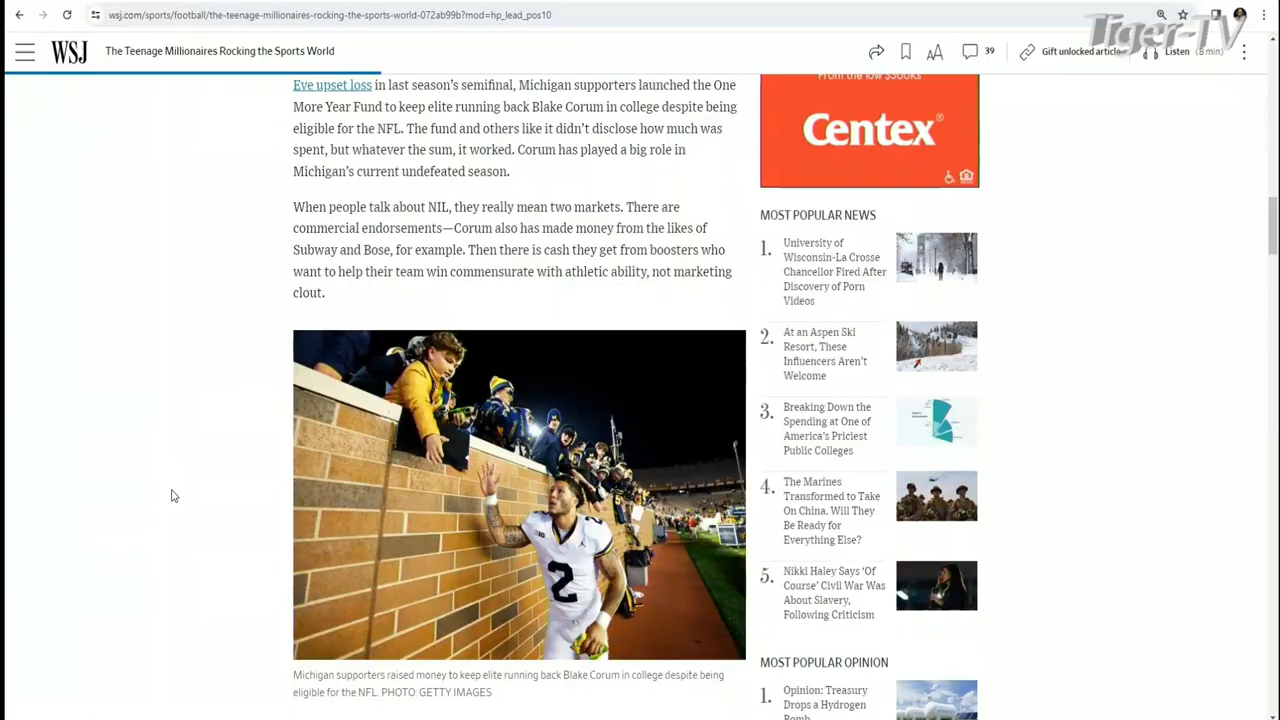 wsj.com/sports/football/the-teenage-millionaires-rocking-the-sports-world-072ab99b?mod=hp_lead_pos10
Tiger-TV
WSJ
The Teenage Millionaires Rocking the Sports World
39
Gift unlocked article
Listen (8 min)
Eve upset loss in last season's semifinal, Michigan supporters launched the One
More Year Fund to keep elite running back Blake Corum in college despite being
eligible for the NFL. The fund and others like it didn't disclose how much was
spent, but whatever the sum, it worked. Corum has played a big role in
Michigan's current undefeated season.
When people talk about NIL, they really mean two markets. There are
commercial endorsements—Corum also has made money from the likes of
Subway and Bose, for example. Then there is cash they get from boosters who
want to help their team win commensurate with athletic ability, not marketing
clout.
2
Michigan supporters raised money to keep elite running back Blake Corum in college despite being
eligible for the NFL. PHOTO: GETTY IMAGES
From the low $300Ks
Centex®
MOST POPULAR NEWS
1.
University of
Wisconsin-La Crosse
Chancellor Fired After
Discovery of Porn
Videos
2.
At an Aspen Ski
Resort, These
Influencers Aren't
Welcome
3.
Breaking Down the
Spending at One of
America's Priciest
Public Colleges
4.
The Marines
Transformed to Take
On China. Will They
Be Ready for
Everything Else?
5.
Nikki Haley Says 'Of
Course' Civil War Was
About Slavery,
Following Criticism
MOST POPULAR OPINION
1.
Opinion: Treasury
Drops a Hydrogen
Bomb